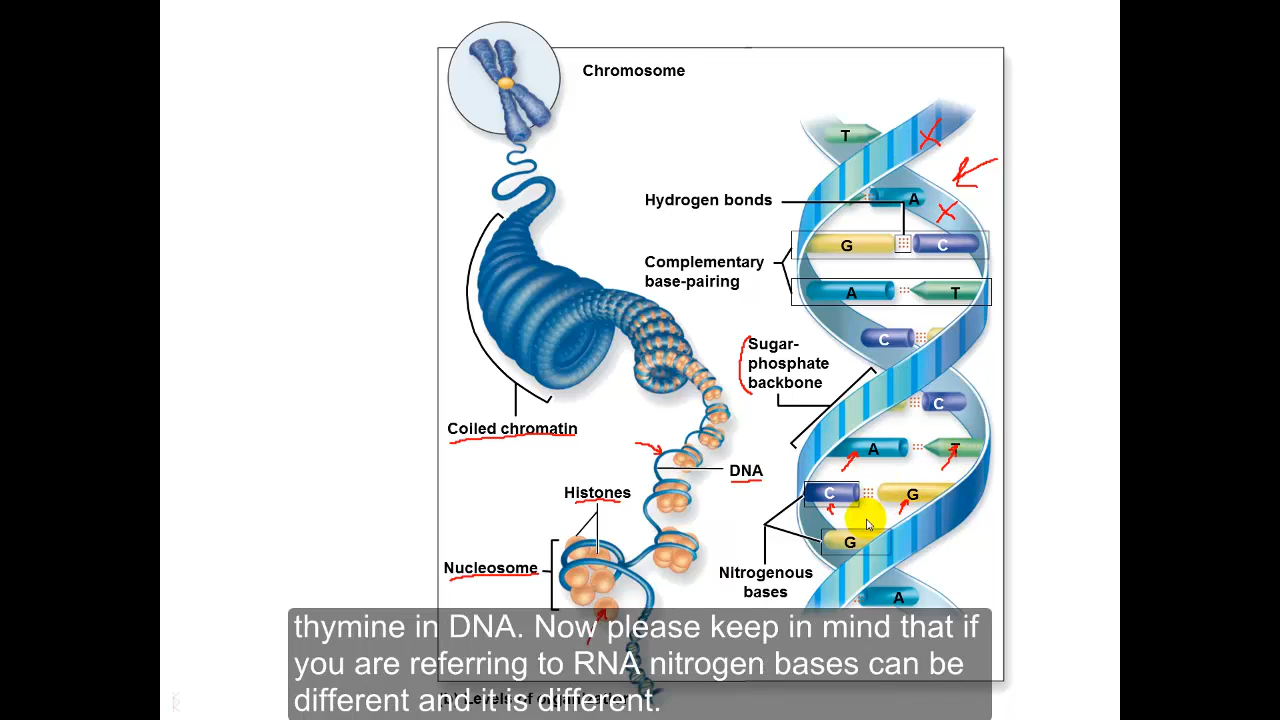 Chromosome
T
A
Hydrogen bonds
G
C
Complementary
base-pairing
A
T
C
Sugar-
phosphate
backbone
C
Coiled chromatin
A
T
DNA
Histones
C
G
G
Nucleosome
Nitrogenous
bases
A
thymine in DNA. Now please keep in mind that if
you are referring to RNA nitrogen bases can be
different and it is different.